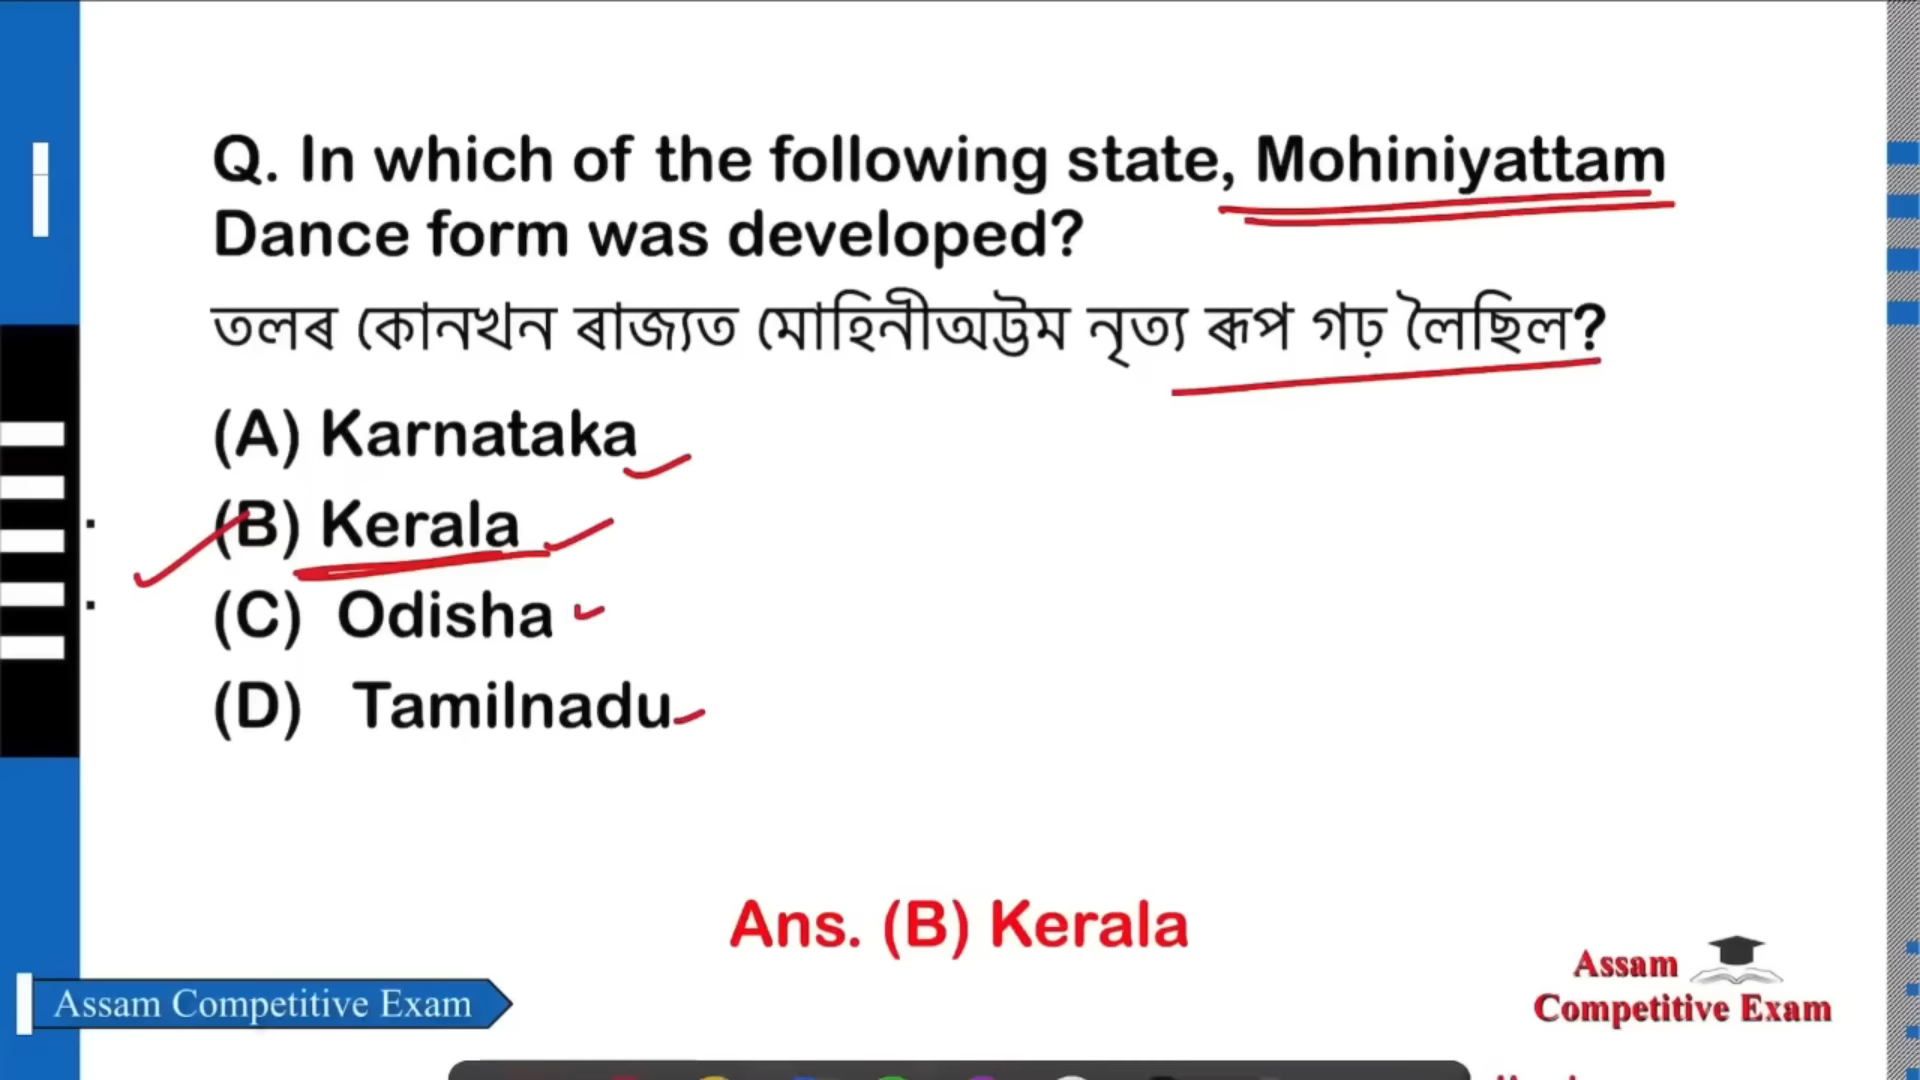 Q. In which of the following state, Mohiniyattam
Dance form was developed?
তলৰ কোনখন ৰাজ্যত মোহিনীঅট্টম নৃত্য ৰূপ গঢ় লৈছিল?
(A) Karnataka
(B) Kerala
(C) Odisha
(D) Tamilnadu
Ans. (B) Kerala
Assam Competitive Exam
Assam
Competitive Exam